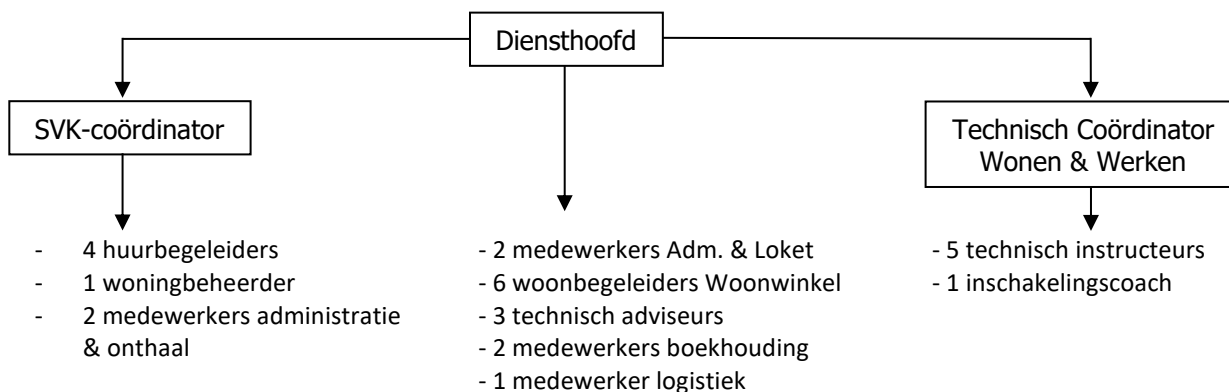 Diensthoofd
SVK-coördinator
Technisch Coördinator
Wonen & Werken
- 4 huurbegeleiders
- 1 woningbeheerder
- 2 medewerkers administratie
& onthaal
- 2 medewerkers Adm. & Loket
- 6 woonbegeleiders Woonwinkel
- 3 technisch adviseurs
- 2 medewerkers boekhouding
- 1 medewerker logistiek
- 5 technisch instructeurs
- 1 inschakelingscoach